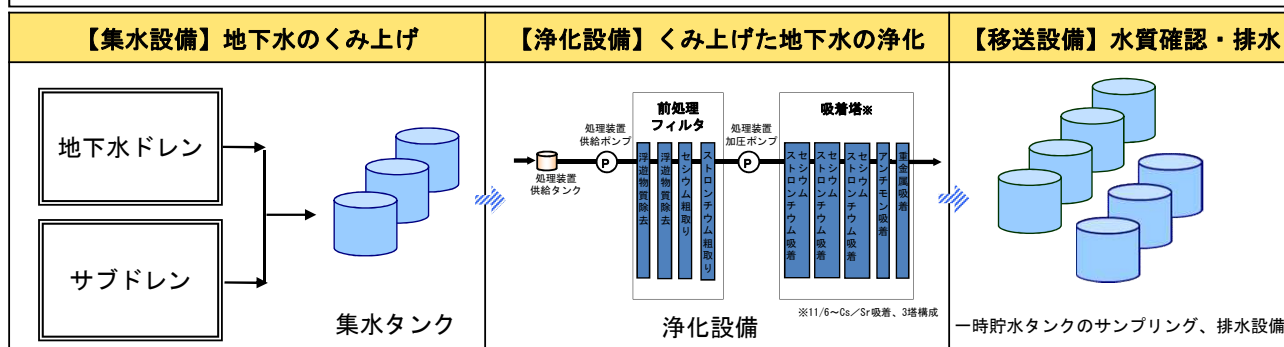 【集水設備】地下水のくみ上げ
【浄化設備】くみ上げた地下水の浄化
【移送設備】水質確認・排水
地下水ドレン
サブドレン
集水タンク
処理装置
供給タンク
処理装置
供給ポンプ
P
前処理
フィルタ
浮遊物質除去
浮遊物質除去
セシウム粗取り
ストロンチウム粗取り
処理装置
加圧ポンプ
P
吸着塔※
セシウム
ストロンチウム吸着
セシウム
ストロンチウム吸着
セシウム
ストロンチウム吸着
アンチモン吸着
重金属吸着
※11/6～Cs／Sr吸着、3塔構成
浄化設備
一時貯水タンクのサンプリング、排水設備